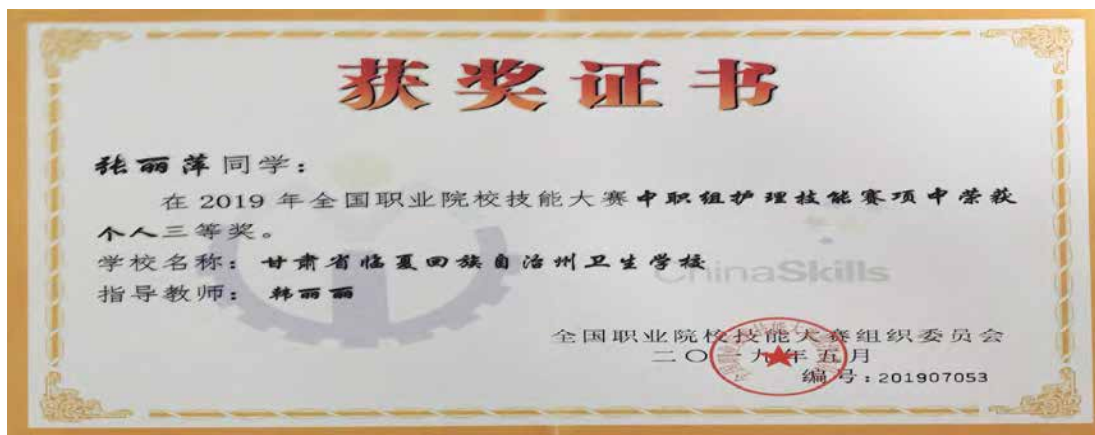 获奖证书
张丽萍同学：
在 2019 年全国职业院校技能大赛中职组护理技能赛项中荣获
个人三等奖。
学校名称：甘肃省临夏回族自治州卫生学校
ChinaSkills
指导教师：韩丽丽
全国职业院校技能大赛组织委员会
二〇一九年五月
编号：201907053